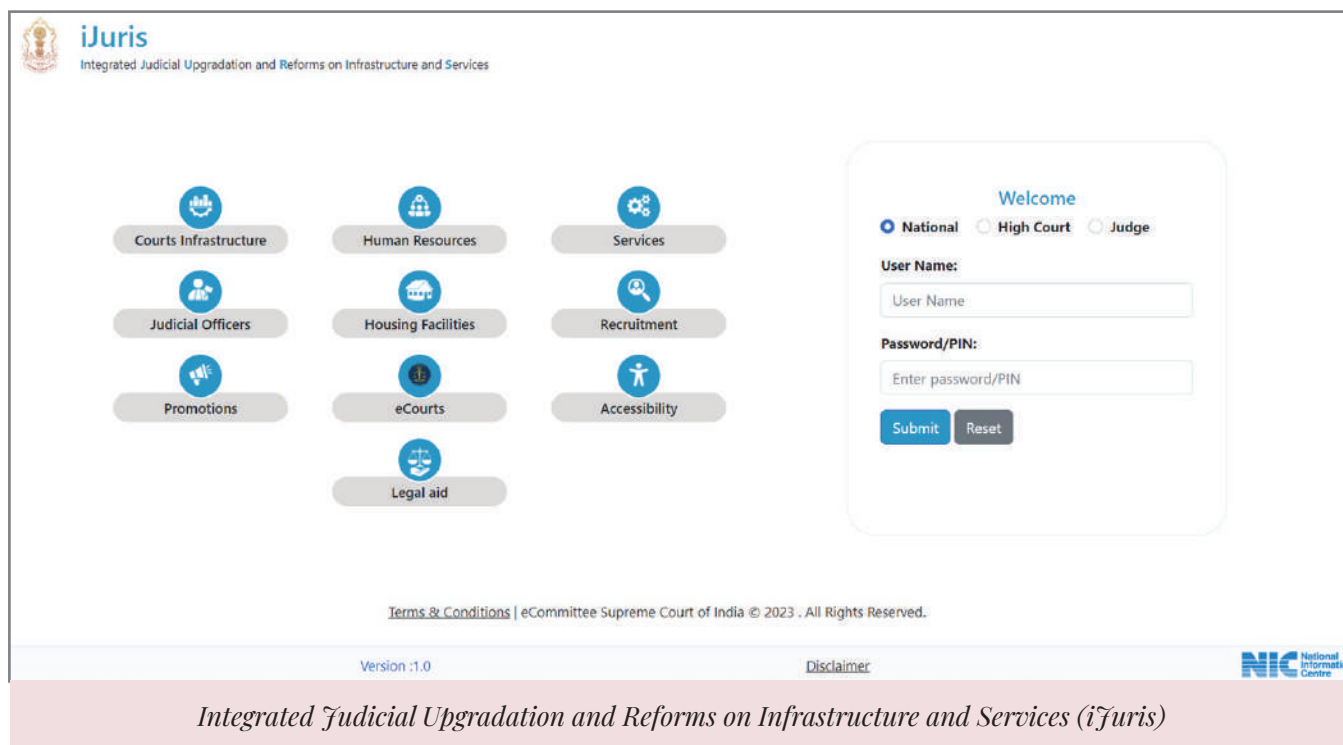 iJuris
Integrated Judicial Upgradation and Reforms on Infrastructure and Services
Courts Infrastructure
Human Resources
Services
Judicial Officers
Housing Facilities
Recruitment
Promotions
eCourts
Accessibility
Legal aid
Welcome
National High Court Judge
User Name:
User Name
Password/PIN:
Enter password/PIN
Submit Reset
Terms & Conditions | eCommittee Supreme Court of India © 2023 . All Rights Reserved.
Version :1.0 Disclaimer
NIC National
Informati
Centre
Integrated Judicial Upgradation and Reforms on Infrastructure and Services (iJuris)